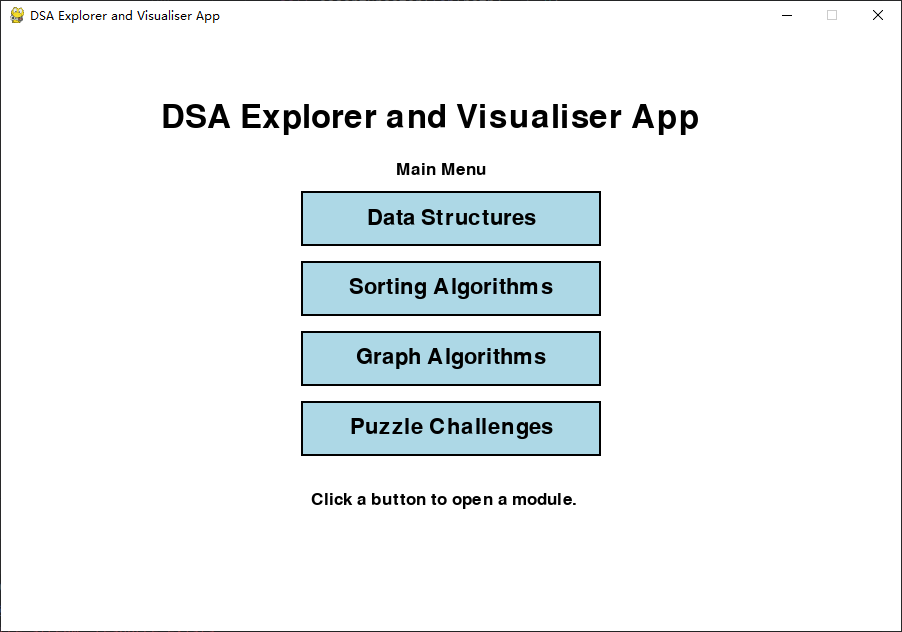 DSA Explorer and Visualiser App
DSA Explorer and Visualiser App
Main Menu
Data Structures
Sorting Algorithms
Graph Algorithms
Puzzle Challenges
Click a button to open a module.